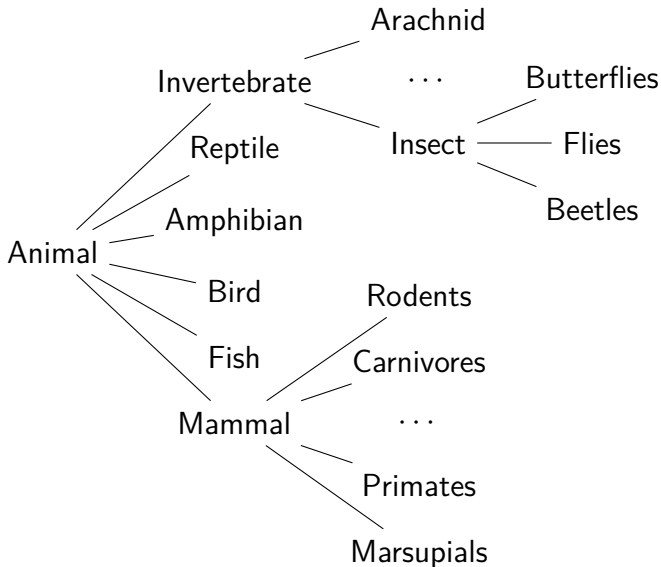 Arachnid
Invertebrate
. . .
Butterflies
Insect
Flies
Reptile
Beetles
Amphibian
Animal
Bird
Rodents
Fish
Carnivores
Mammal
. . .
Primates
Marsupials